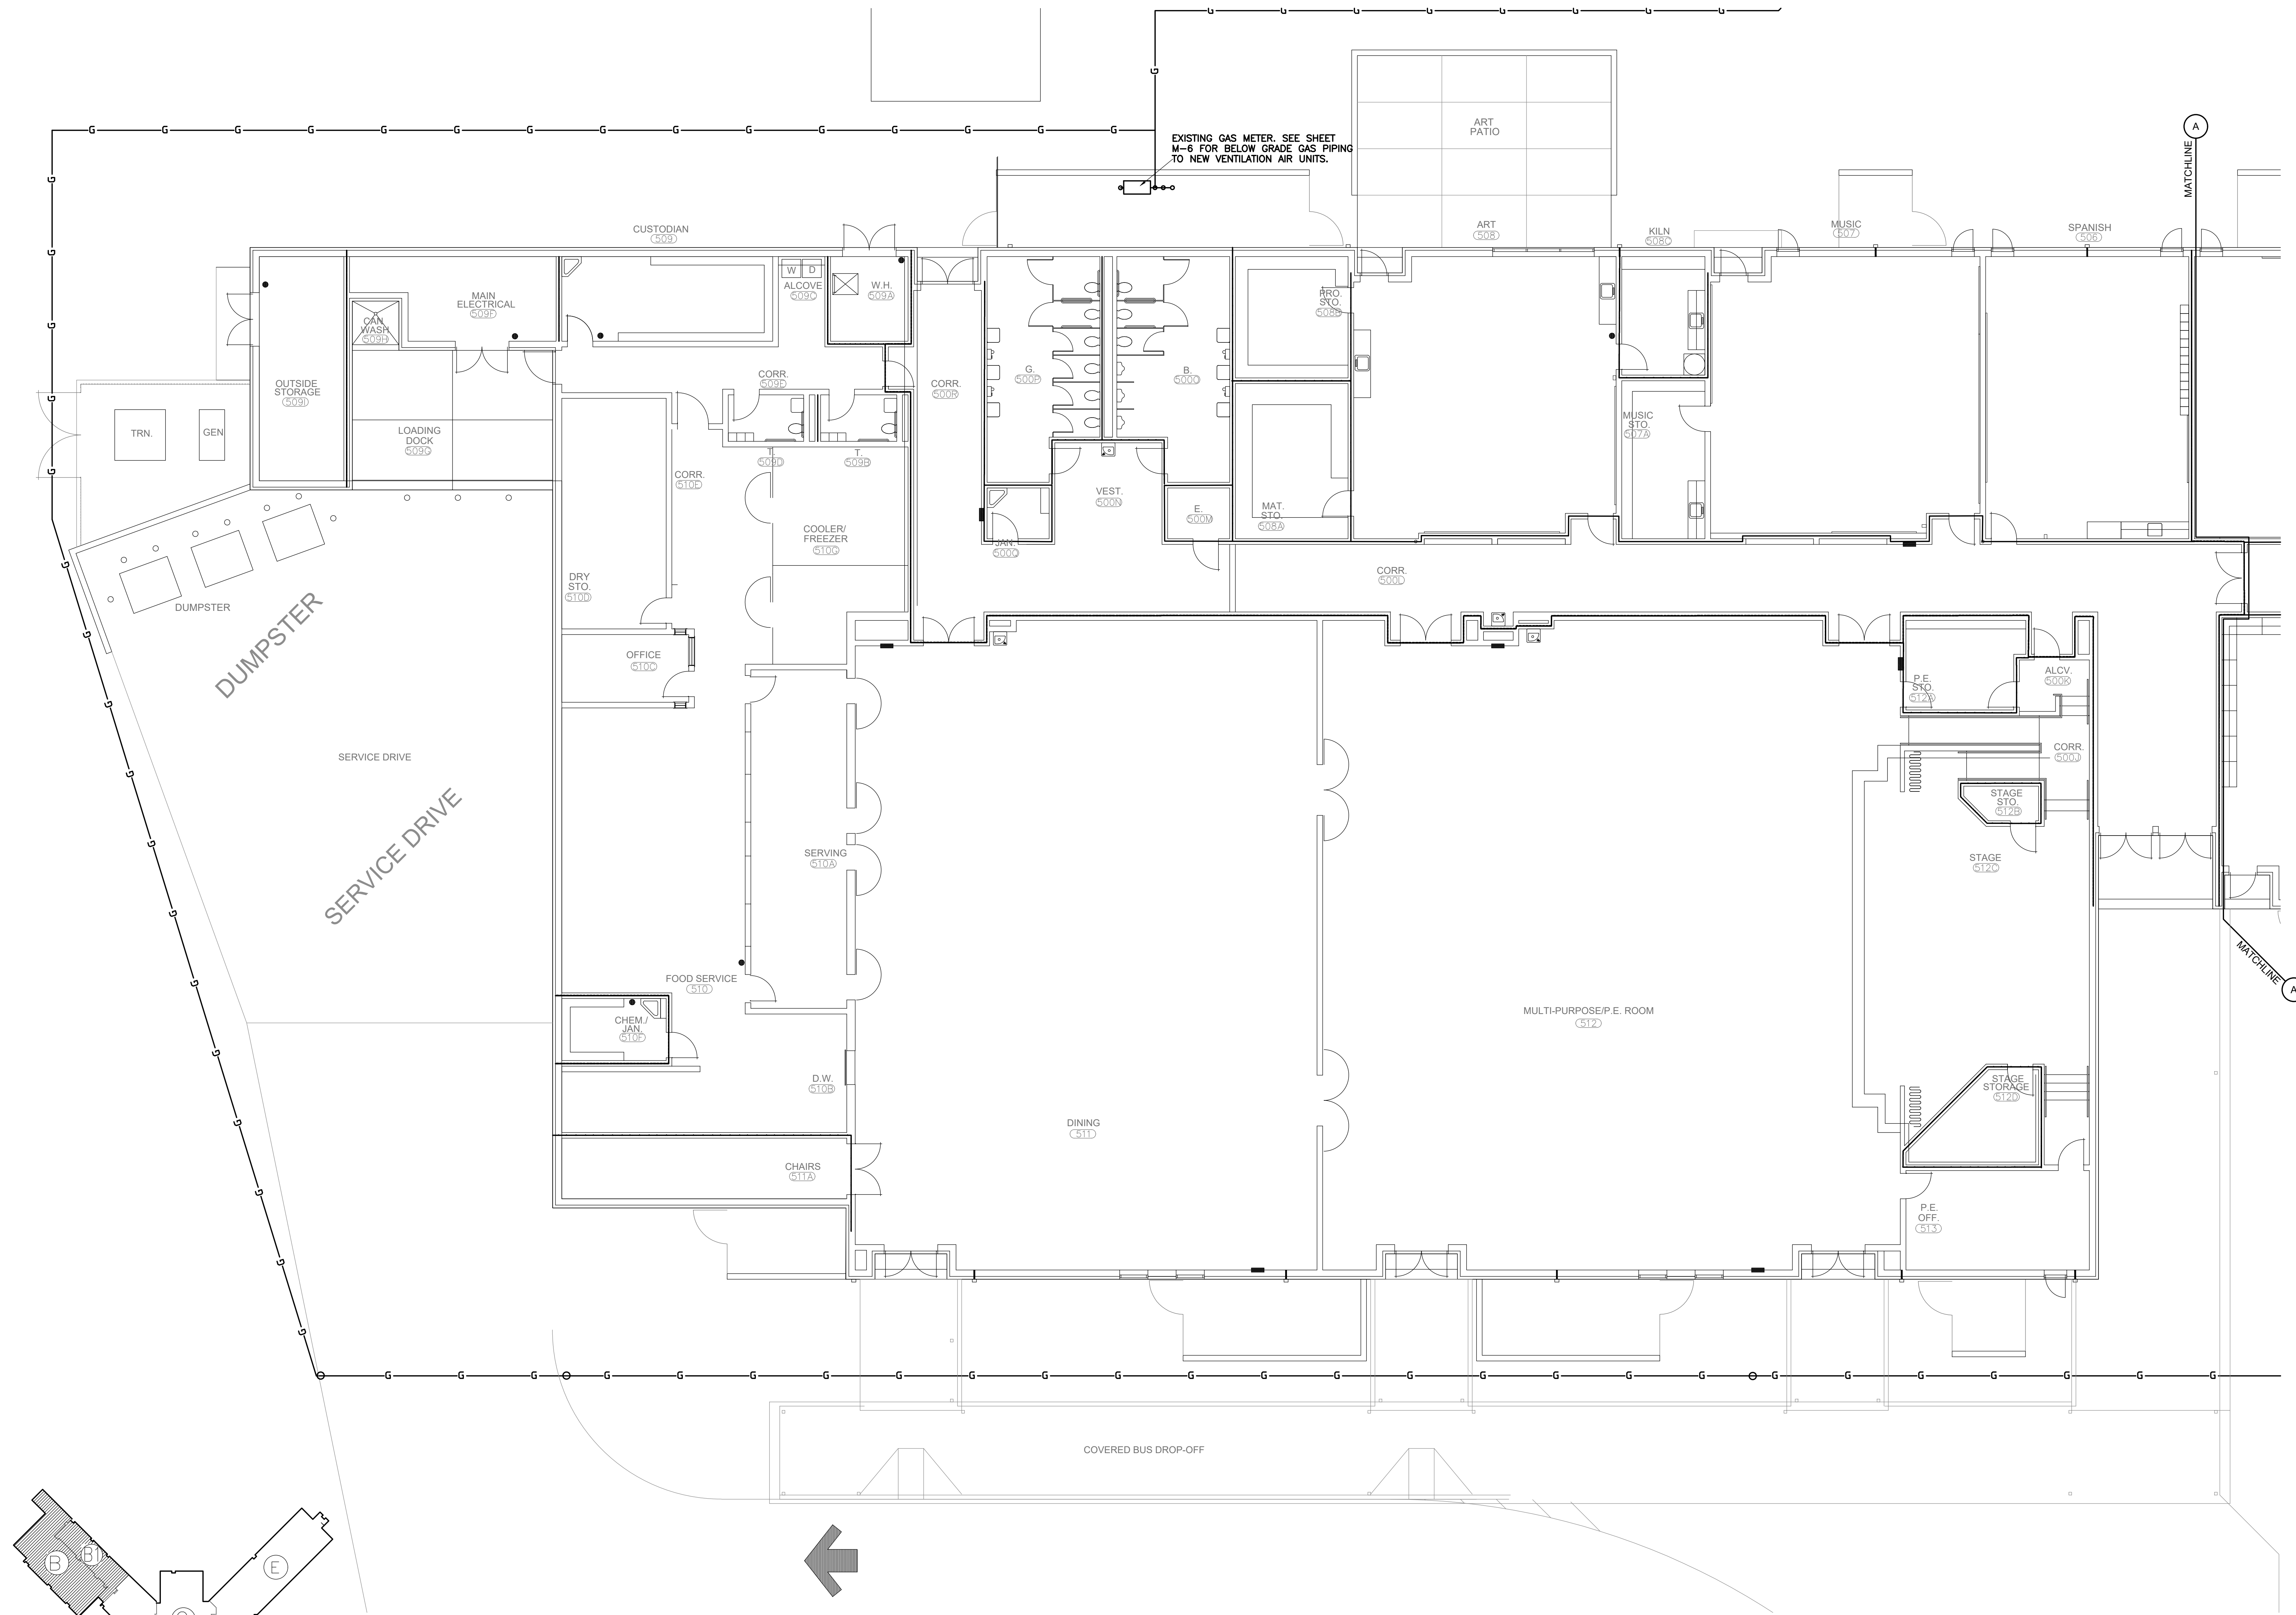 EXISTING GAS METER. SEE SHEET
M-6 FOR BELOW GRADE GAS PIPING
TO NEW VENTILATION AIR UNITS.
ART
PATIO
A
MATCHLINE
CUSTODIAN
509
ART
508
KILN
508C
MUSIC
507
SPANISH
506
MAIN
ELECTRICAL
509F
CAN
WASH
509H
W D
ALCOVE
509C
W.H.
509A
PRO.
STO.
508B
OUTSIDE
STORAGE
509I
CORR.
509E
CORR.
500R
G.
500P
B.
500O
TRN.
GEN
LOADING
DOCK
509G
MUSIC
STO.
507A
T.
509D
T.
509B
CORR.
510E
VEST.
500N
E.
500M
MAT.
STO.
508A
COOLER/
FREEZER
510G
JAN.
500Q
CORR.
500L
DRY
STO.
510D
DUMPSTER
DUMPSTER
OFFICE
510C
P.E.
STO.
512A
ALCV.
500K
CORR.
500J
SERVICE DRIVE
SERVICE DRIVE
STAGE
STO.
512B
SERVING
510A
STAGE
512C
MATCHLINE
A
FOOD SERVICE
510
CHEM./
JAN.
510F
MULTI-PURPOSE/P.E. ROOM
512
D.W.
510B
STAGE
STORAGE
512D
DINING
511
CHAIRS
511A
P.E.
OFF.
513
G G G G G G G G G G G G G G G G G G G G G G G G G G
COVERED BUS DROP-OFF
B
B1
E